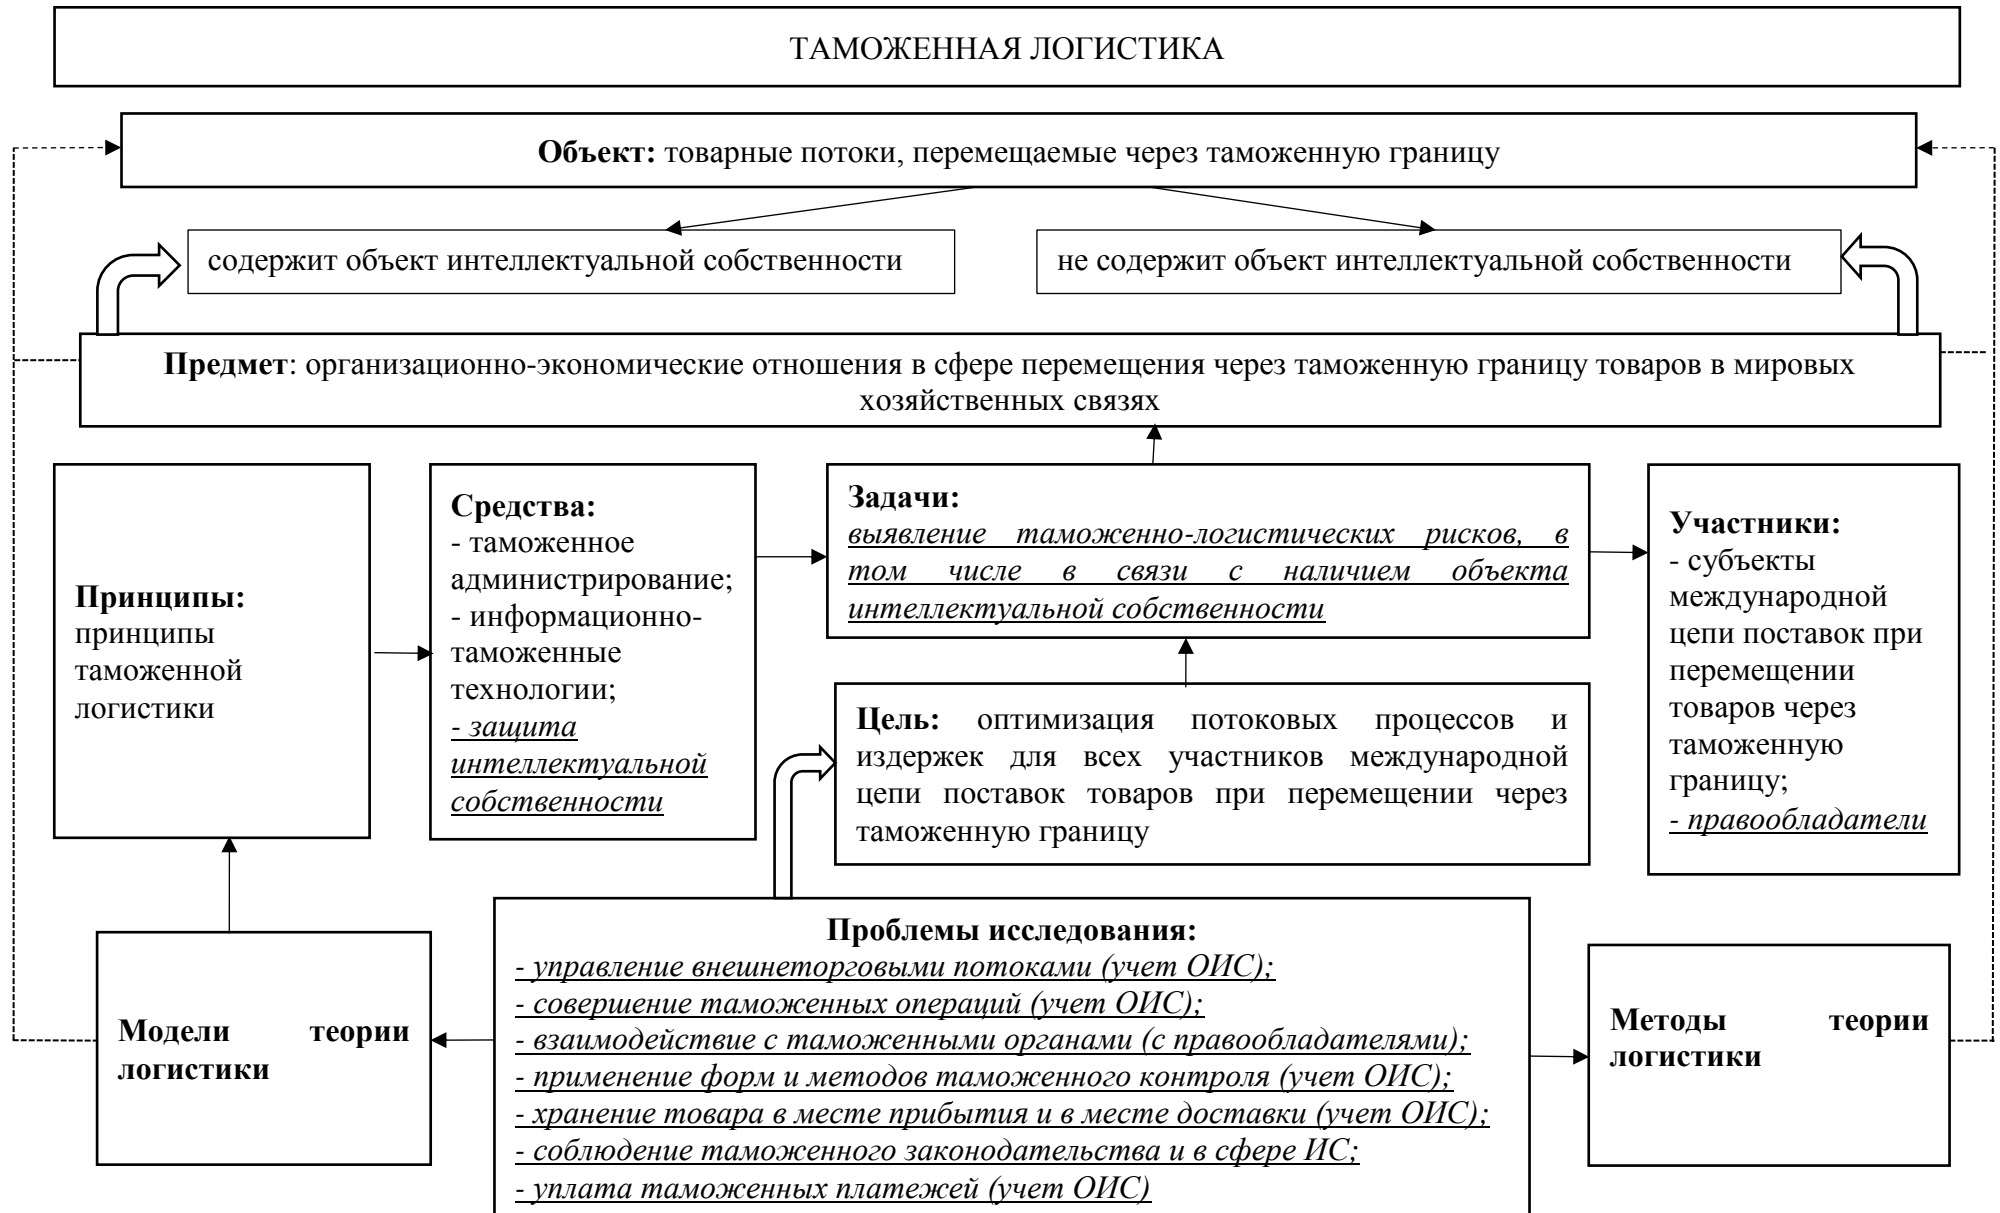 ТАМОЖЕННАЯ ЛОГИСТИКА
Объект: товарные потоки, перемещаемые через таможенную границу
содержит объект интеллектуальной собственности
не содержит объект интеллектуальной собственности
Предмет: организационно-экономические отношения в сфере перемещения через таможенную границу товаров в мировых
хозяйственных связях
Принципы:
принципы
таможенной
логистики
Средства:
- таможенное
администрирование;
- информационно-
таможенные
технологии;
- защита
интеллектуальной
собственности
Задачи:
выявление таможенно-логистических рисков, в
том числе в связи с наличием объекта
интеллектуальной собственности
Цель: оптимизация потоковых процессов и
издержек для всех участников международной
цепи поставок товаров при перемещении через
таможенную границу
Участники:
- субъекты
международной
цепи поставок при
перемещении
товаров через
таможенную
границу;
- правообладатели
Модели теории
логистики
Проблемы исследования:
- управление внешнеторговыми потоками (учет ОИС);
- совершение таможенных операций (учет ОИС);
- взаимодействие с таможенными органами (с правообладателями);
- применение форм и методов таможенного контроля (учет ОИС);
- хранение товара в месте прибытия и в месте доставки (учет ОИС);
- соблюдение таможенного законодательства и в сфере ИС;
- уплата таможенных платежей (учет ОИС)
Методы теории
логистики